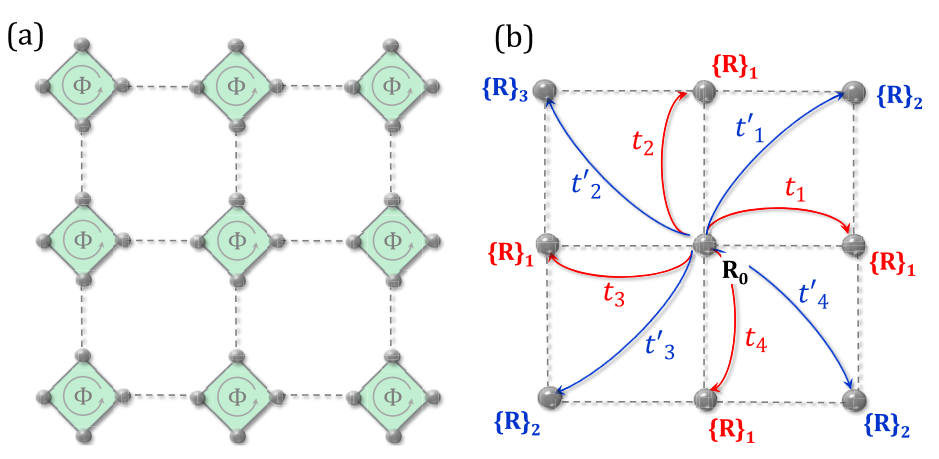 (a)
Φ Φ Φ
Φ Φ Φ
Φ Φ Φ
(b)
{R}₃ {R}₁ {R}₂
t₂ t'₁
t'₂ t₁
{R}₁ R₀ {R}₁
t₃ t'₄
t'₃ t₄
{R}₂ {R}₁ {R}₂